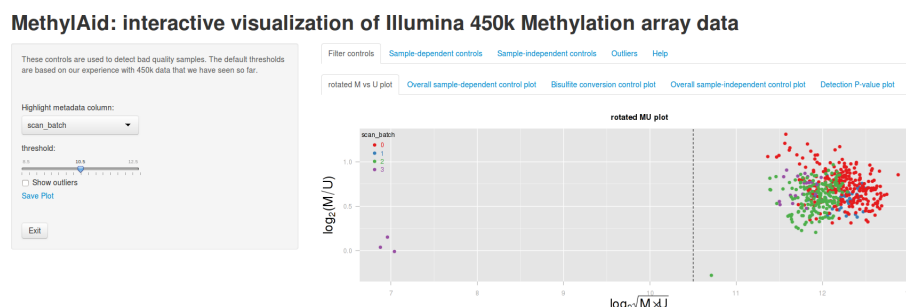 MethylAid: interactive visualization of Illumina 450k Methylation array data
These controls are used to detect bad quality samples. The default thresholds
are based on our experience with 450k data that we have seen so far.
Highlight metadata column:
scan_batch
threshold:
10.5
12.5
Show outliers
Save Plot
Exit
Filter controls Sample-dependent controls Sample-independent controls Outliers Help
rotated M vs U plot Overall sample-dependent control plot Bisulfite conversion control plot Overall sample-independent control plot Detection P-value plot
rotated MU plot
scan_batch
0
1
2
3
1.0
0.5
0.0
log2(M/U)
7 8 9 10 11 12
log2√M×U